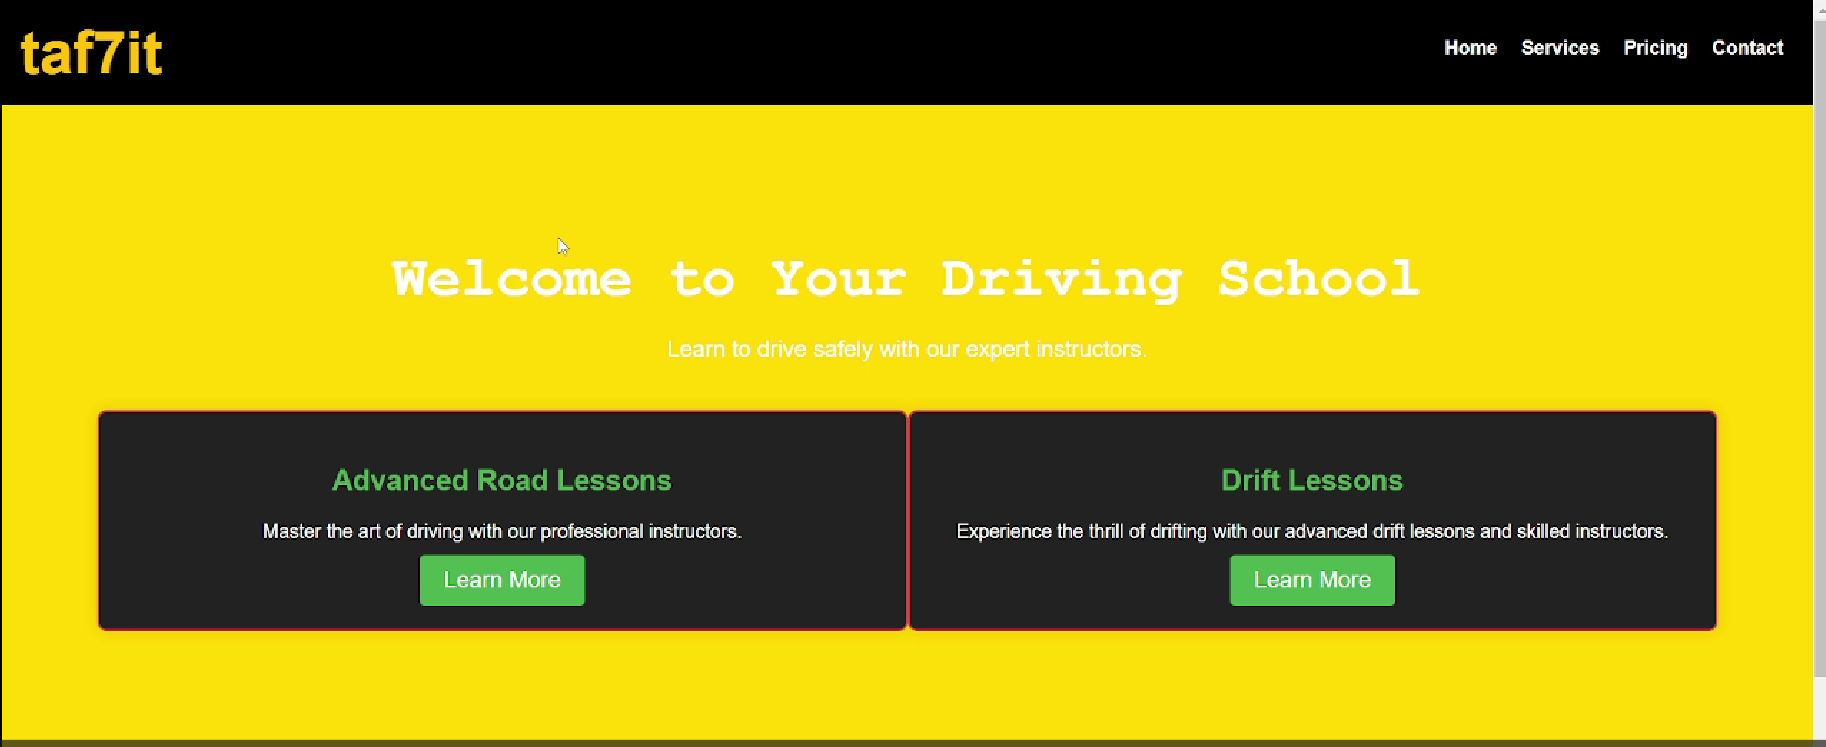 taf7it
Home Services Pricing Contact
Welcome to Your Driving School
Learn to drive safely with our expert instructors.
Advanced Road Lessons
Master the art of driving with our professional instructors.
Learn More
Drift Lessons
Experience the thrill of drifting with our advanced drift lessons and skilled instructors.
Learn More